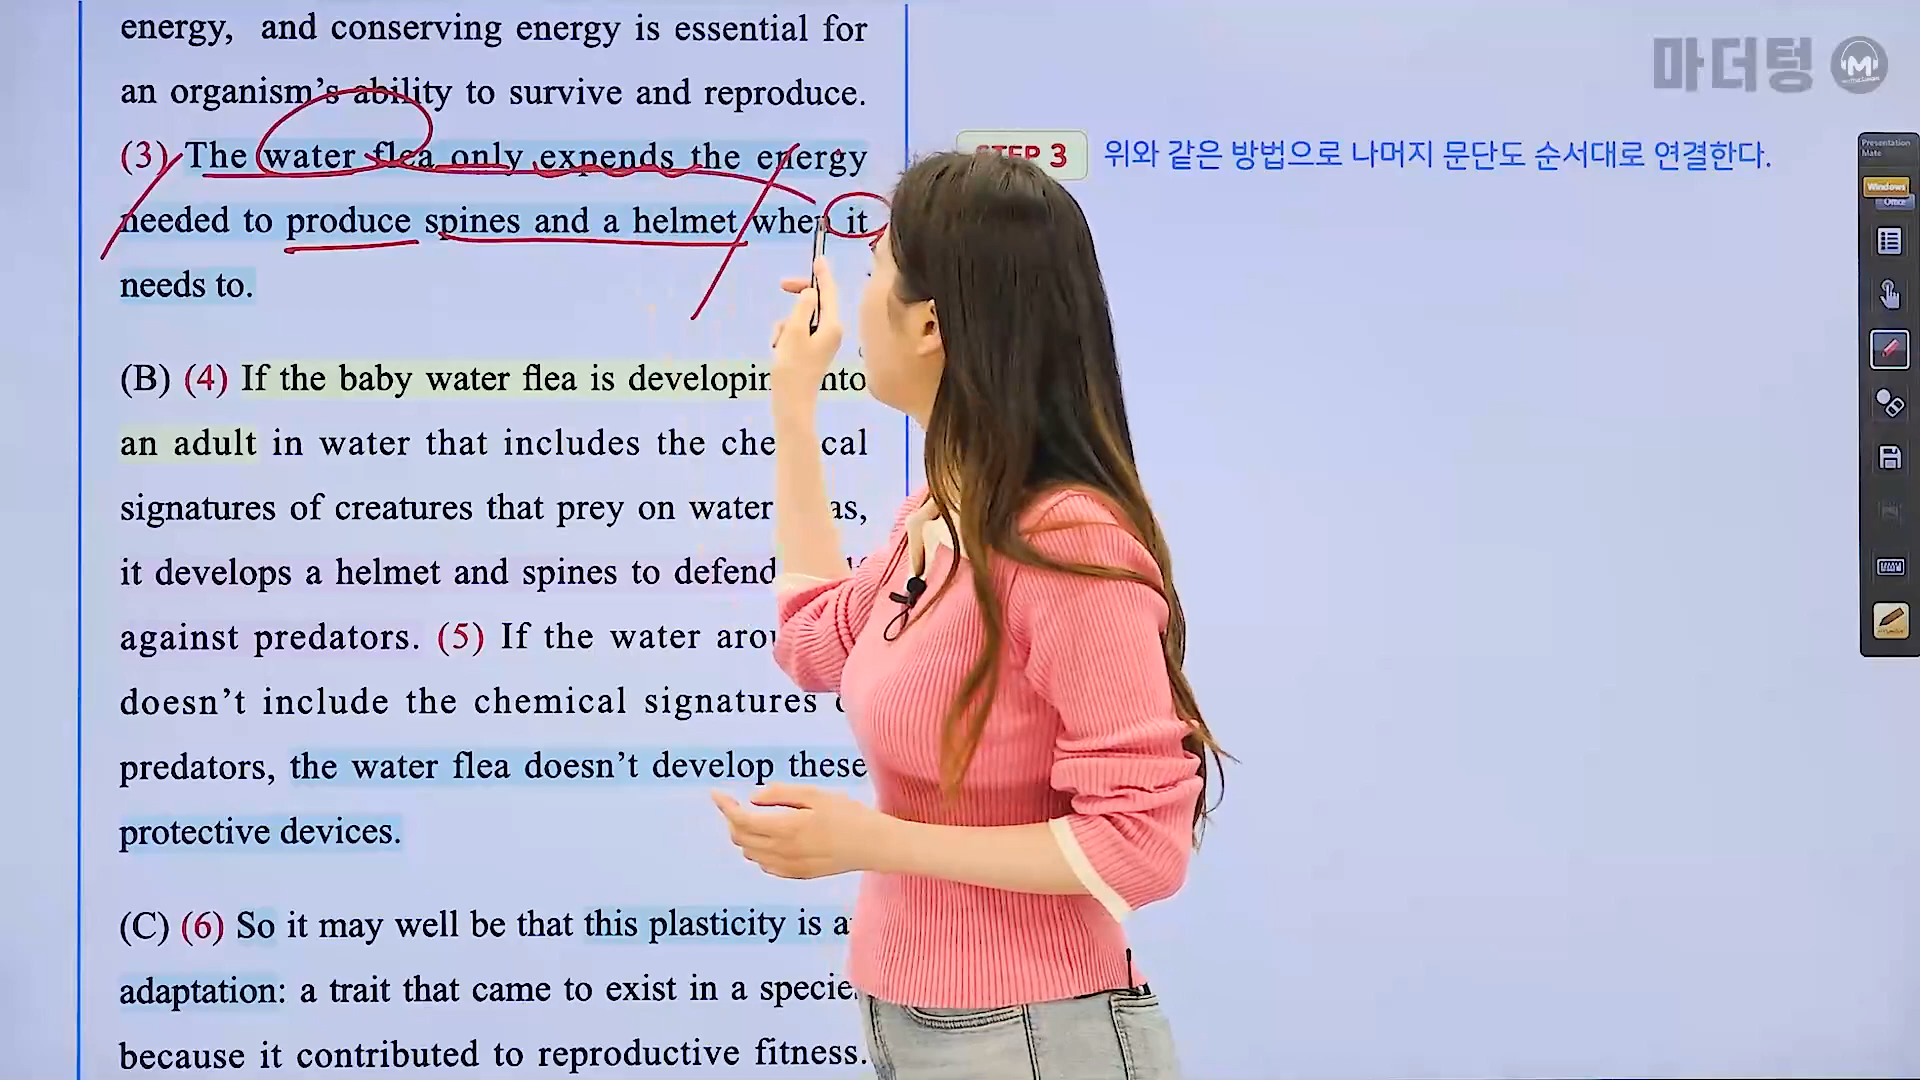 energy, and conserving energy is essential for
an organism's ability to survive and reproduce.
(3) The water flea only expends the energy
needed to produce spines and a helmet when it
needs to.
(B) (4) If the baby water flea is developin
an adult in water that includes the
signatures of creatures that prey on water
it develops a helmet and spines to defend
against predators. (5) If the water
doesn't include the chemical signatures
predators, the water flea doesn't develop these
protective devices.
(C) (6) So it may well be that this plasticity is
adaptation: a trait that came to exist in a
because it contributed to reproductive fitness.
마더텅
M
STEP 3 위와 같은 방법으로 나머지 문단도 순서대로 연결한다.
Presentation
Mate
Windows
Office